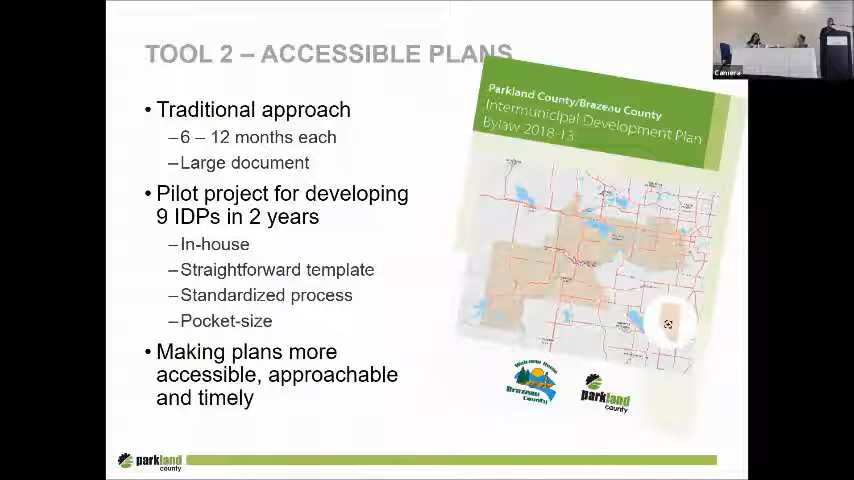 TOOL 2 – ACCESSIBLE PLANS
• Traditional approach
–6 – 12 months each
–Large document
• Pilot project for developing
9 IDPs in 2 years
–In-house
–Straightforward template
–Standardized process
–Pocket-size
• Making plans more
accessible, approachable
and timely
Parkland County/Brazeau County
Intermunicipal Development Plan
Bylaw 2018-13
Welcome Home
Brazeau
County
parkland
county
parkland
county
Camera